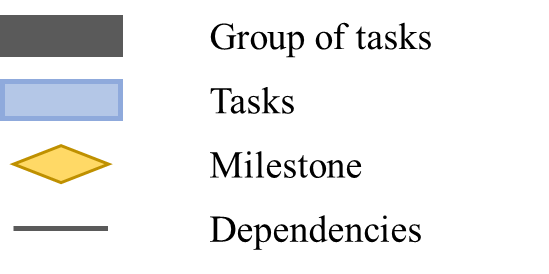 Group of tasks
Tasks
Milestone
Dependencies